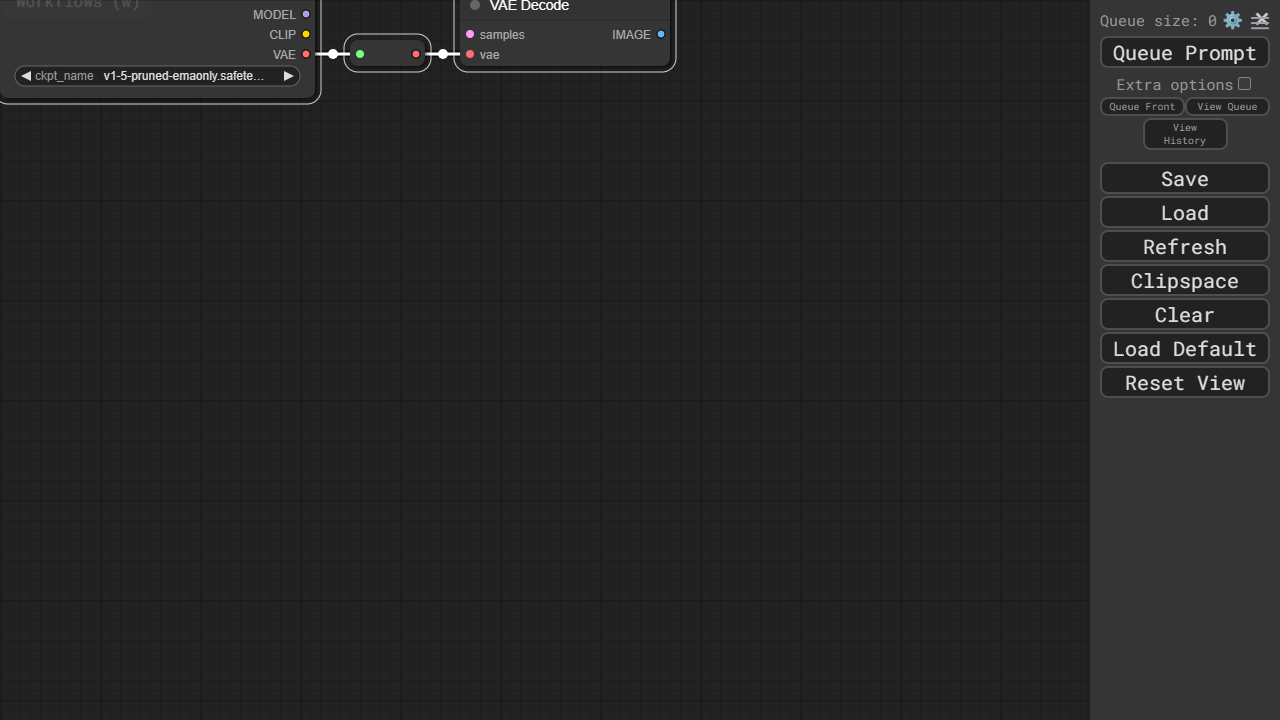 Workflows (w)
MODEL
CLIP
VAE
ckpt_name v1-5-pruned-emaonly.safete...
VAE Decode
samples IMAGE
vae
Queue size: 0
Queue Prompt
Extra options
Queue Front View Queue
View
History
Save
Load
Refresh
Clipspace
Clear
Load Default
Reset View